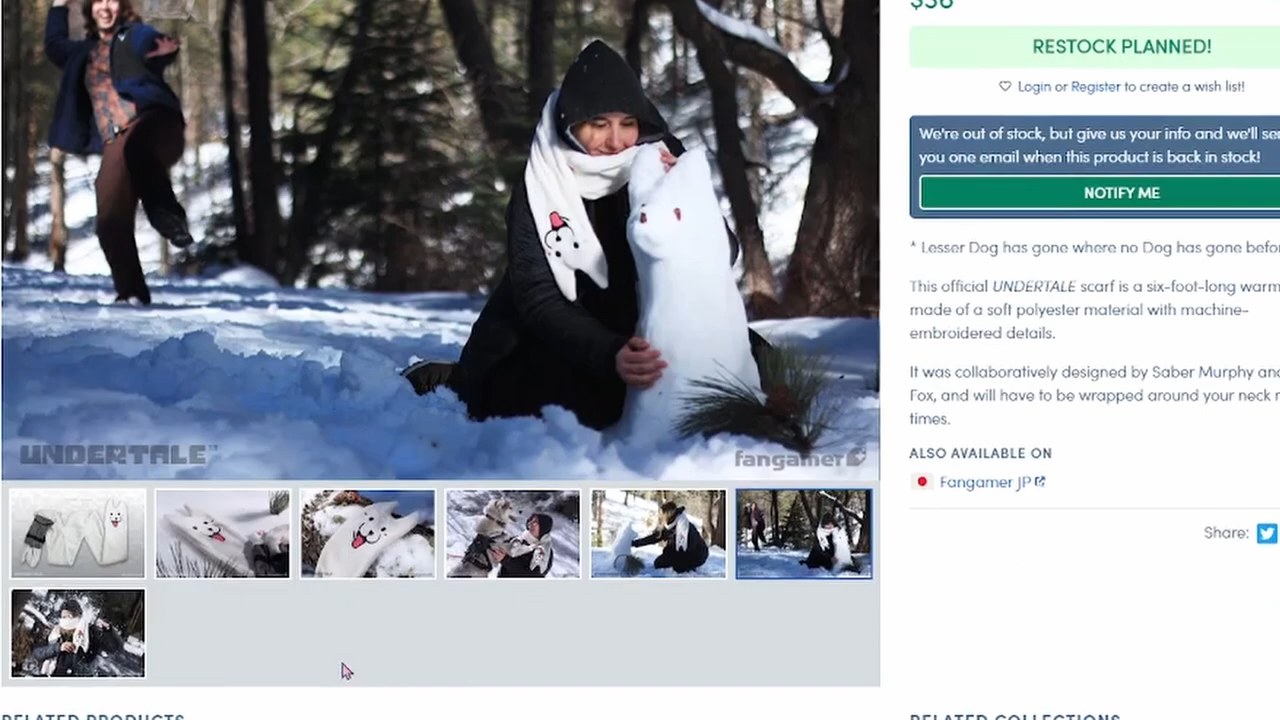 $36
RESTOCK PLANNED!
Login or Register to create a wish list!
We're out of stock, but give us your info and we'll
you one email when this product is back in stock!
NOTIFY ME
* Lesser Dog has gone where no Dog has gone
This official UNDERTALE scarf is a six-foot-long warm
made of a soft polyester material with machine-
embroidered details.
It was collaboratively designed by Saber Murphy and
Fox, and will have to be wrapped around your neck
times.
ALSO AVAILABLE ON
Fangamer JP
Share:
UNDERTALE
fangamer
RELATED PRODUCTS
RELATED COLLECTIONS